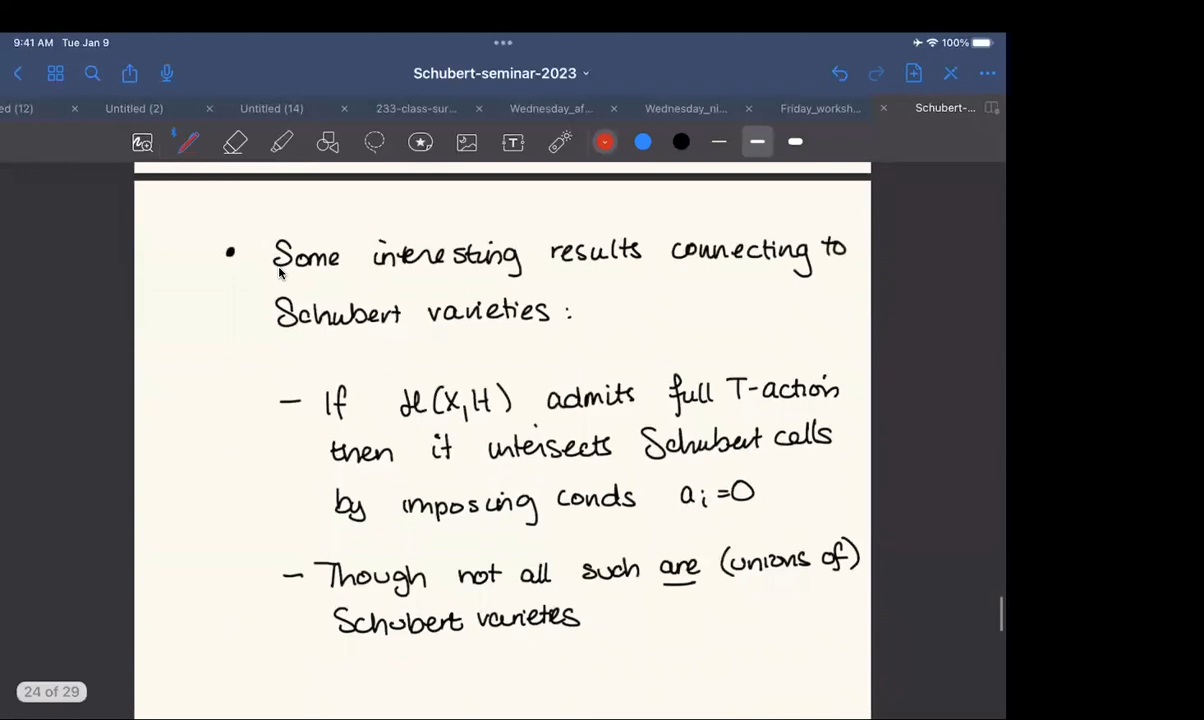 9:41 AM Tue Jan 9
100%
Schubert-seminar-2023
ed (12)
Untitled (2)
Untitled (14)
233-class-sur...
Wednesday_af...
Wednesday_ni...
Friday_worksh...
Schubert-...
• Some interesting results connecting to
Schubert varieties :
- If H(X,H) admits full T-action
then it intersects Schubert cells
by imposing conds aᵢ=0
- Though not all such are (unions of)
Schubert varietes
24 of 29